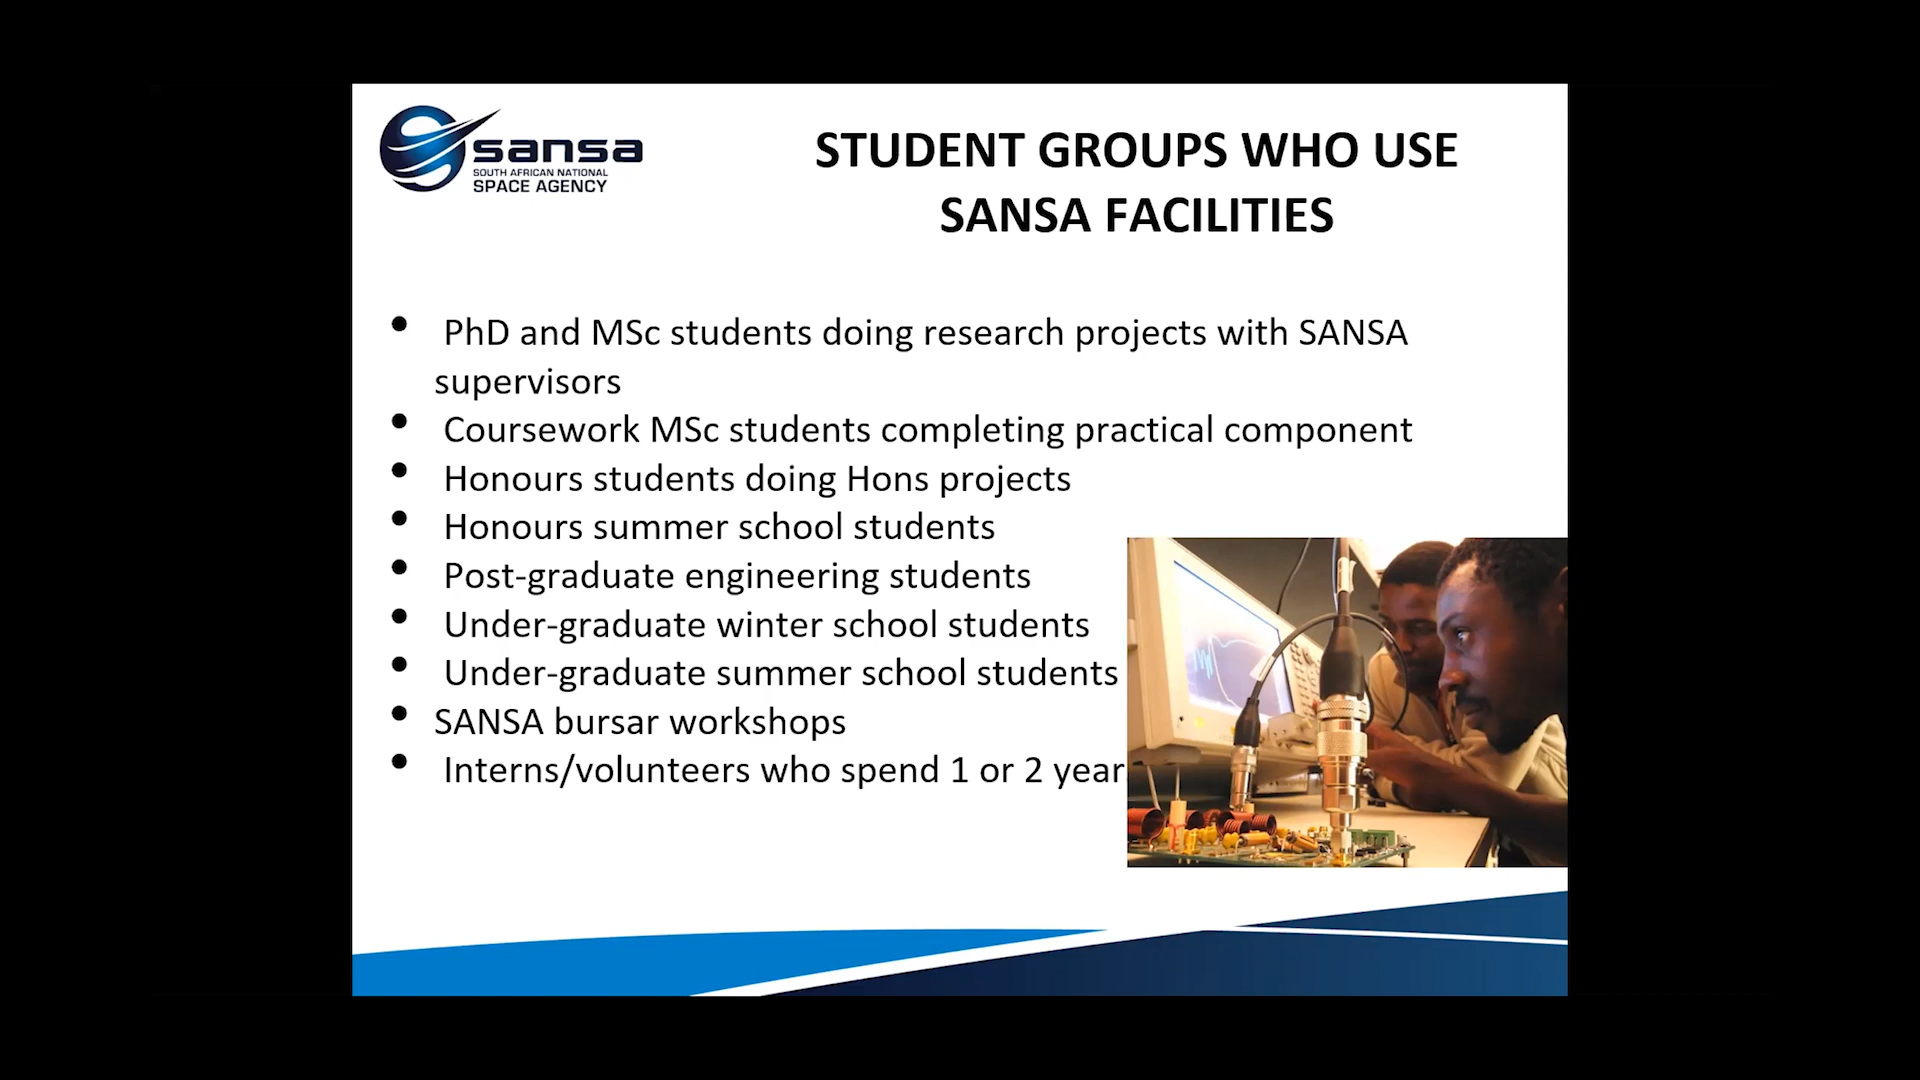 sansa
SOUTH AFRICAN NATIONAL
SPACE AGENCY
STUDENT GROUPS WHO USE
SANSA FACILITIES
• PhD and MSc students doing research projects with SANSA
supervisors
• Coursework MSc students completing practical component
• Honours students doing Hons projects
• Honours summer school students
• Post-graduate engineering students
• Under-graduate winter school students
• Under-graduate summer school students
• SANSA bursar workshops
• Interns/volunteers who spend 1 or 2 year